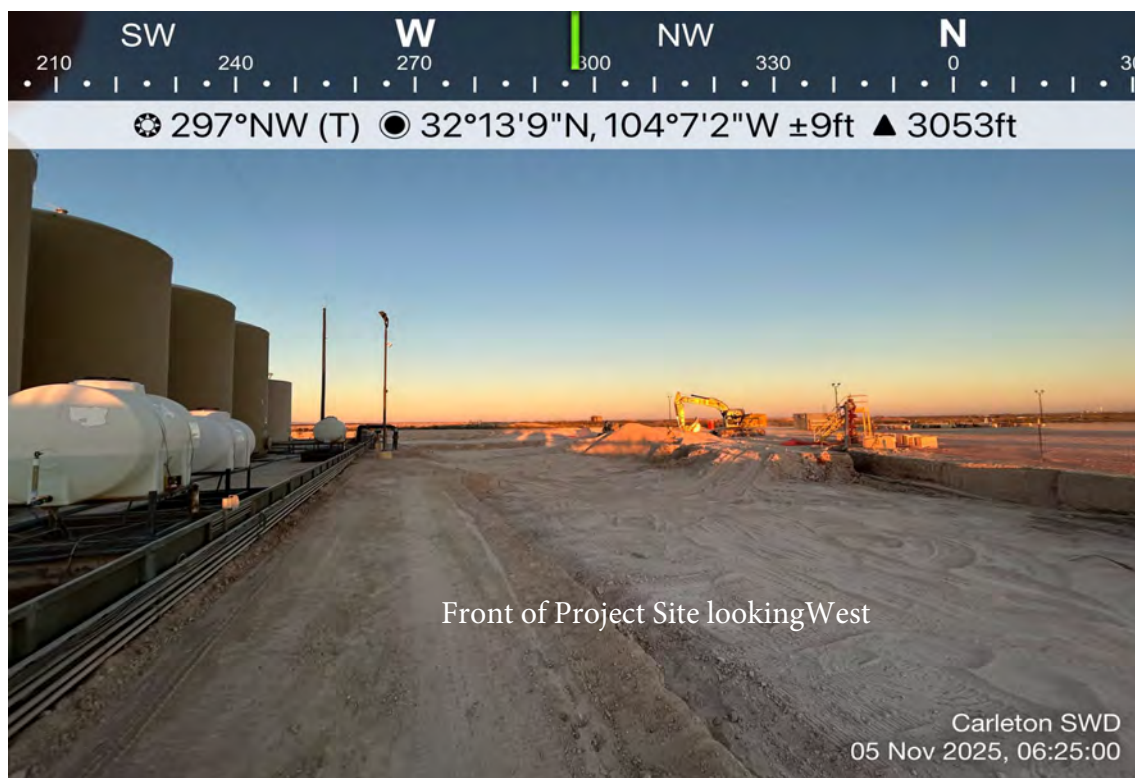 SW W NW N
210 240 270 300 330 0 30
297°NW (T) 32°13'9"N, 104°7'2"W ±9ft ▲ 3053ft
Front of Project Site lookingWest
Carleton SWD
05 Nov 2025, 06:25:00